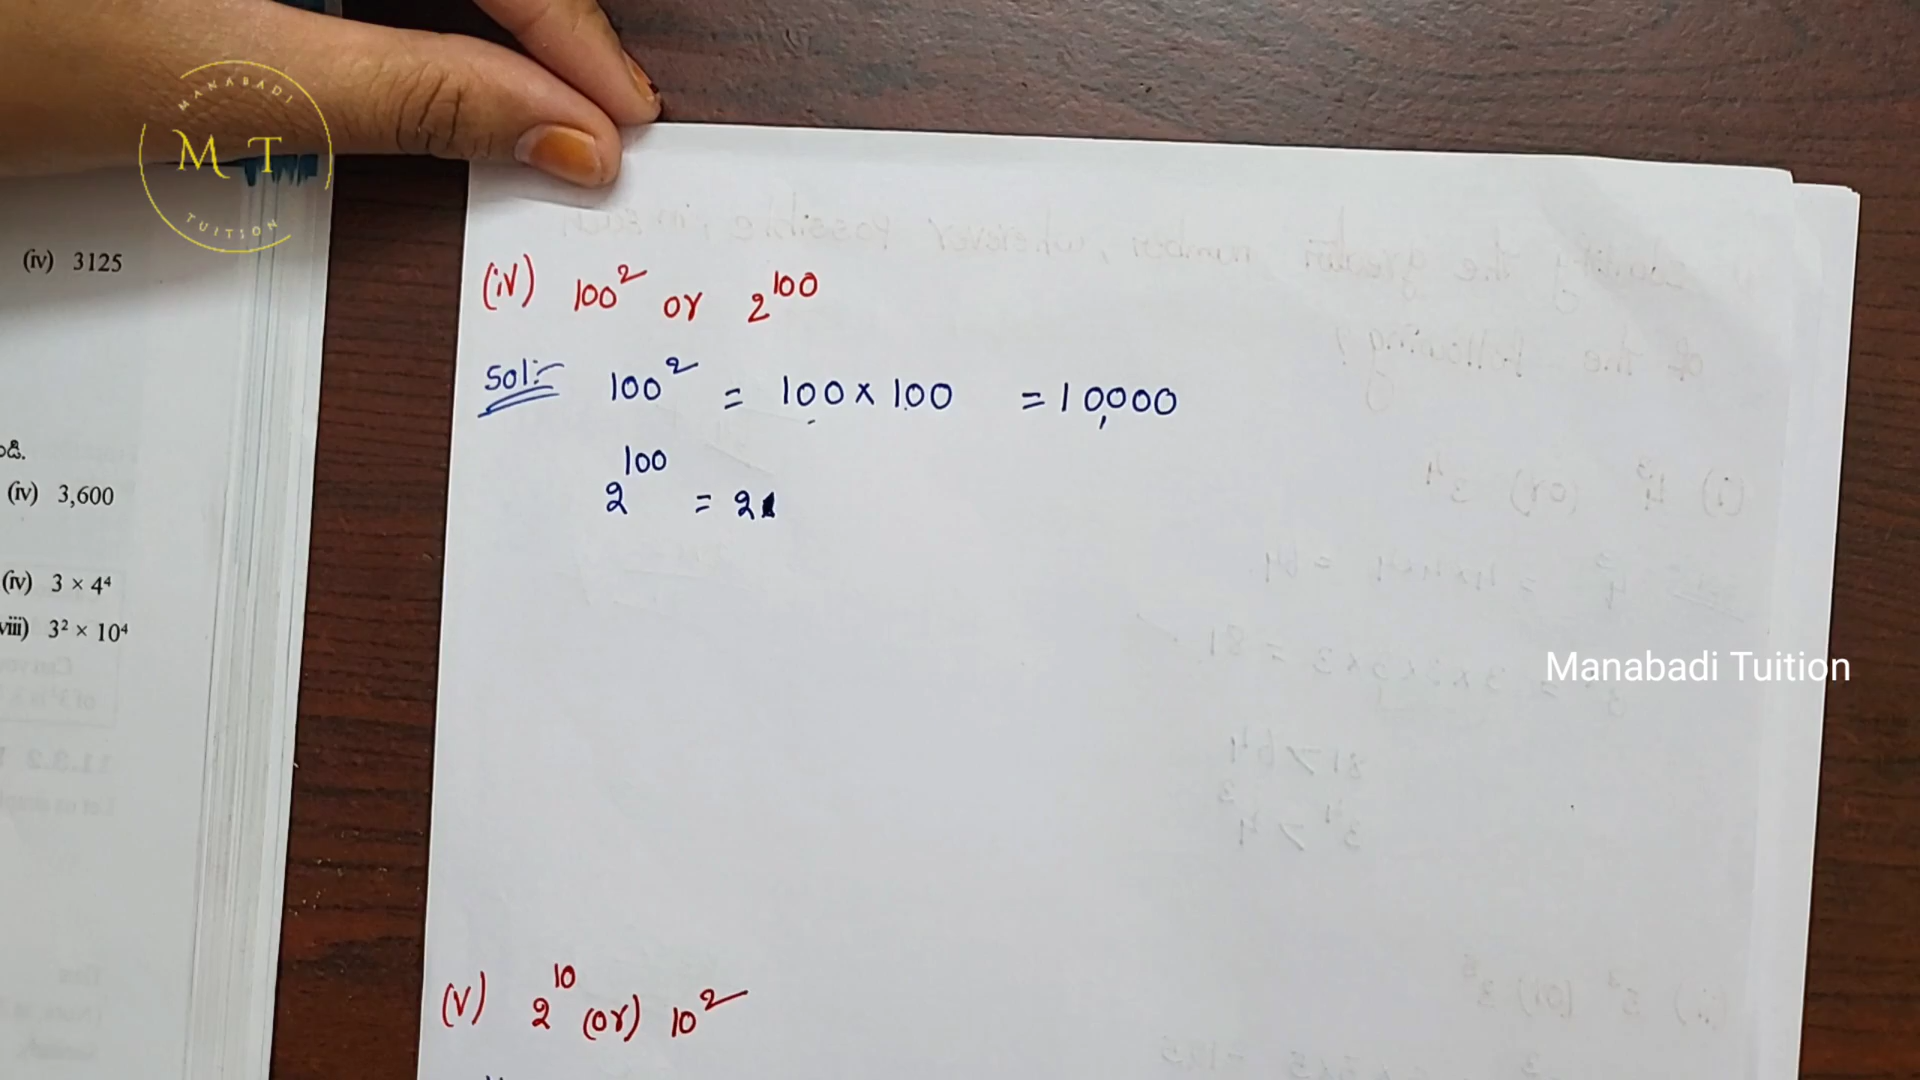 MANABADI
M T
TUITION
(iv) 3125
(iv) 3,600
(iv) 3 × 4⁴
viii) 3² × 10⁴
(iv) 100² or 2¹⁰⁰
Sol:- 100² = 100 × 100 = 10,000
2¹⁰⁰ = 2
Manabadi Tuition
(v) 2¹⁰ (or) 10²